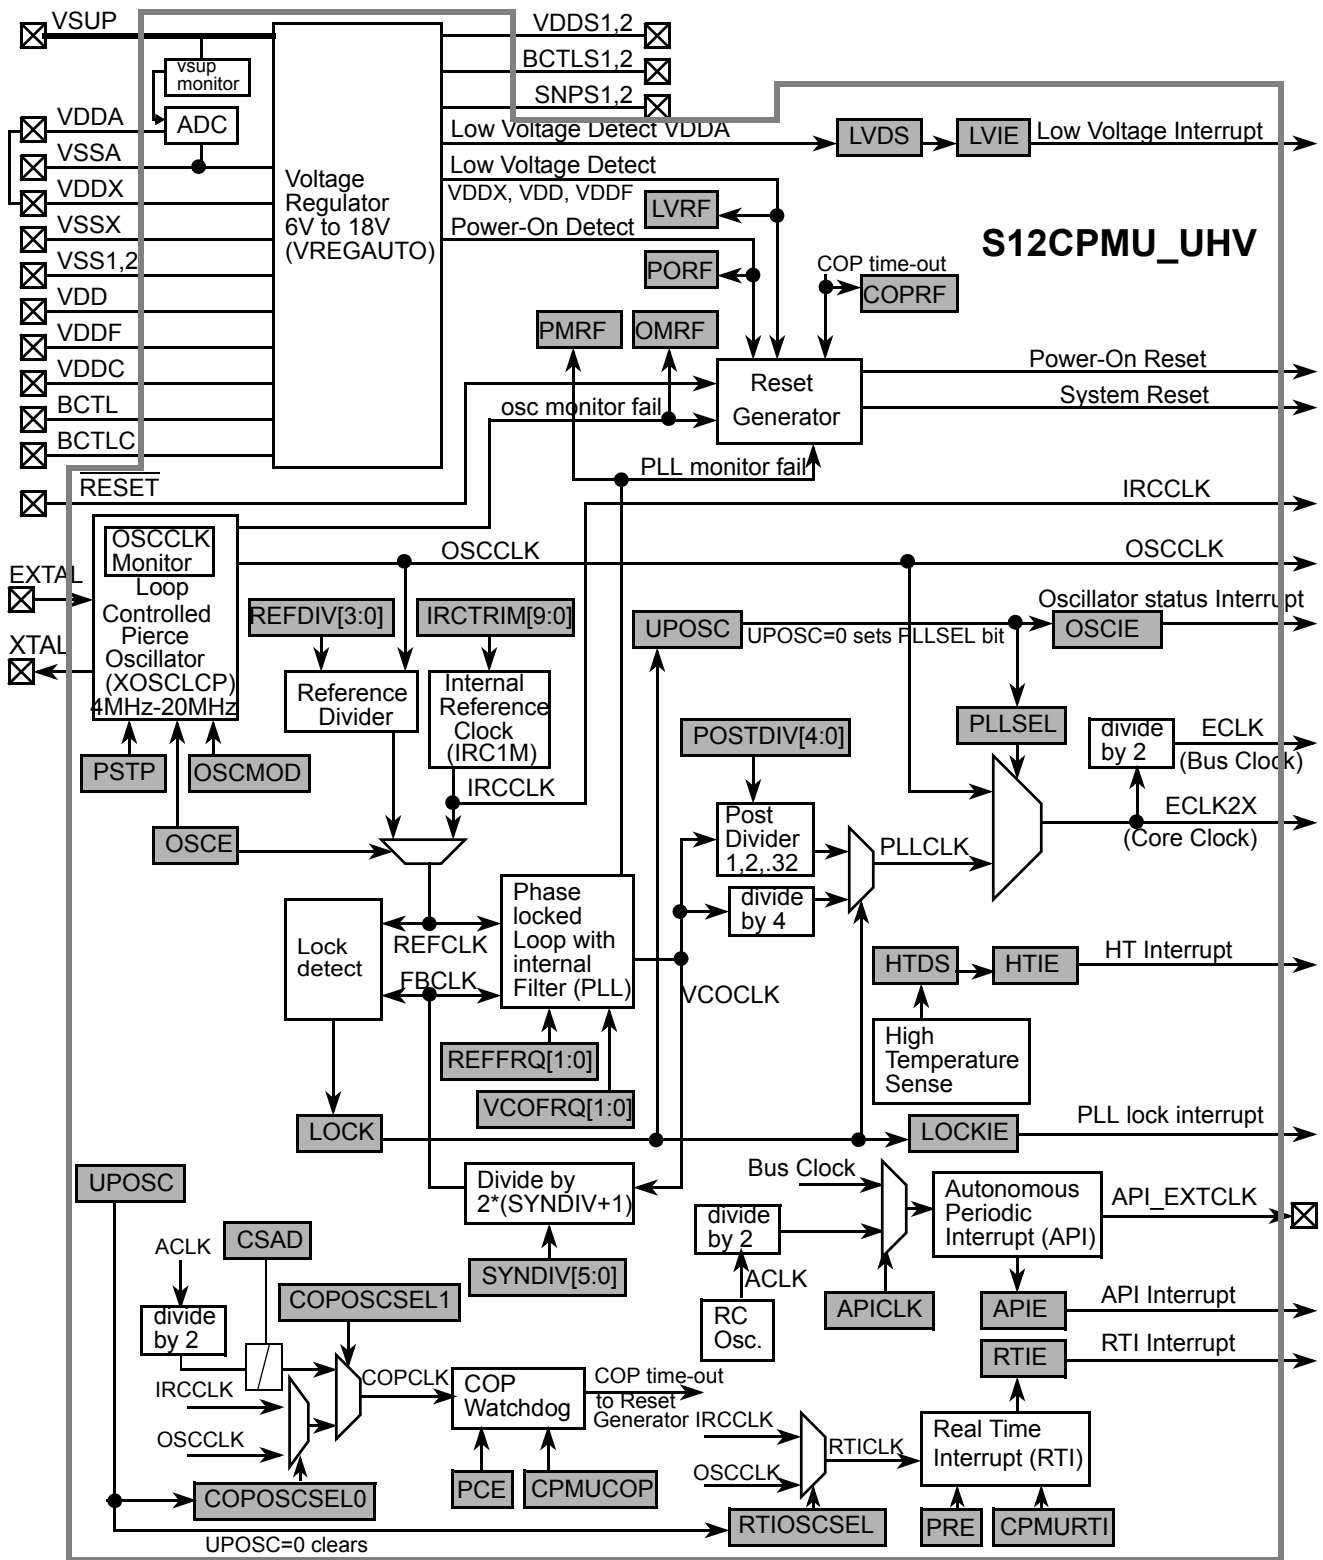 VSUP
VDDS1,2
BCTLS1,2
SNPS1,2
vsup
monitor
ADC
VDDA
VSSA
VDDX
VSSX
VSS1,2
VDD
VDDF
VDDC
BCTL
BCTLC
RESET
Voltage
Regulator
6V to 18V
(VREGAUTO)
Low Voltage Detect VDDA
Low Voltage Detect
VDDX, VDD, VDDF
Power-On Detect
LVDS
LVIE
Low Voltage Interrupt
LVRF
PORF
S12CPMU_UHV
COP time-out
COPRF
PMRF
OMRF
osc monitor fail
Reset
Generator
Power-On Reset
System Reset
PLL monitor fail
IRCCLK
OSCCLK
Monitor
Loop
Controlled
Pierce
Oscillator
(XOSCLCP)
4MHz-20MHz
EXTAL
XTAL
OSCCLK
OSCCLK
REFDIV[3:0]
IRCTRIM[9:0]
UPOSC
UPOSC=0 sets PLLSEL bit
Oscillator status Interrupt
OSCIE
Reference
Divider
Internal
Reference
Clock
(IRC1M)
PSTP
OSCMOD
OSCE
IRCCLK
POSTDIV[4:0]
PLLSEL
divide
by 2
ECLK
(Bus Clock)
ECLK2X
(Core Clock)
Post
Divider
1,2,.32
PLLCLK
divide
by 4
Lock
detect
REFCLK
FBCLK
Phase
locked
Loop with
internal
Filter (PLL)
VCOCLK
REFFRQ[1:0]
VCOFRQ[1:0]
HTDS
HTIE
HT Interrupt
High
Temperature
Sense
LOCK
LOCKIE
PLL lock interrupt
UPOSC
Divide by
2*(SYNDIV+1)
SYNDIV[5:0]
Bus Clock
divide
by 2
ACLK
RC
Osc.
APICLK
Autonomous
Periodic
Interrupt (API)
API_EXTCLK
APIE
API Interrupt
RTIE
RTI Interrupt
ACLK
CSAD
divide
by 2
COPOSCSEL1
IRCCLK
OSCCLK
COPCLK
COP
Watchdog
COP time-out
to Reset
Generator
PCE
CPMUCOP
COPOSCSEL0
UPOSC=0 clears
IRCCLK
OSCCLK
RTICLK
RTIOSCSEL
Real Time
Interrupt (RTI)
PRE
CPMURTI